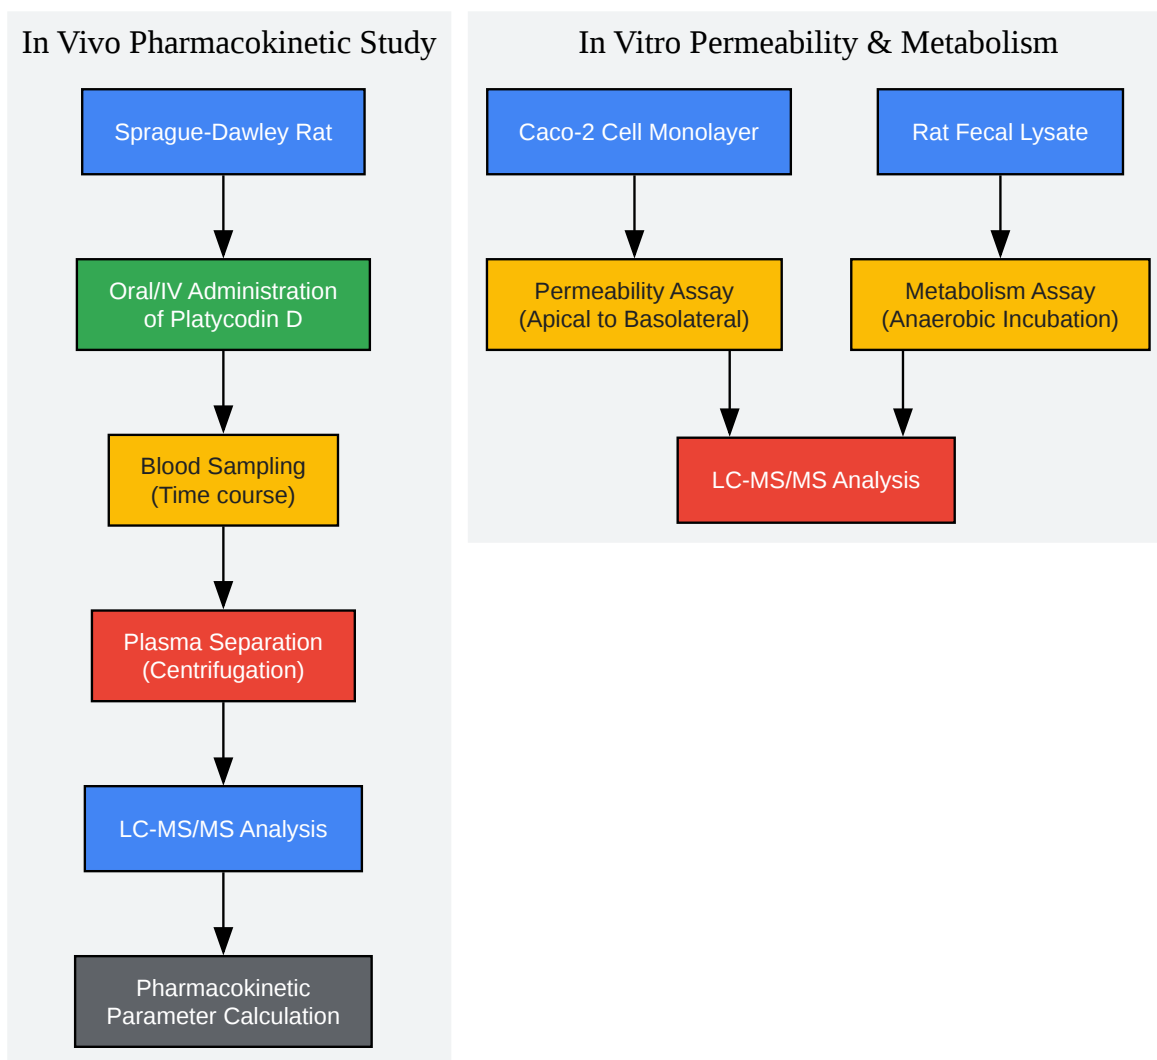 In Vivo Pharmacokinetic Study
Sprague-Dawley Rat
Oral/IV Administration
of Platycodin D
Blood Sampling
(Time course)
Plasma Separation
(Centrifugation)
LC-MS/MS Analysis
Pharmacokinetic
Parameter Calculation
In Vitro Permeability & Metabolism
Caco-2 Cell Monolayer
Rat Fecal Lysate
Permeability Assay
(Apical to Basolateral)
Metabolism Assay
(Anaerobic Incubation)
LC-MS/MS Analysis